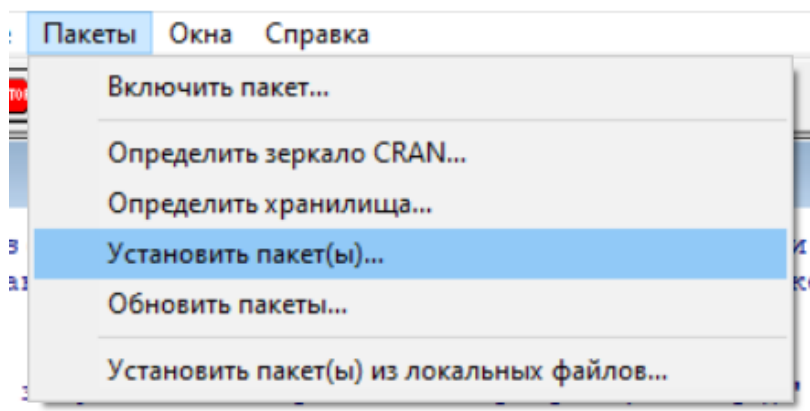 Пакеты Окна Справка
Включить пакет...
Определить зеркало CRAN...
Определить хранилища...
Установить пакет(ы)...
Обновить пакеты...
Установить пакет(ы) из локальных файлов...